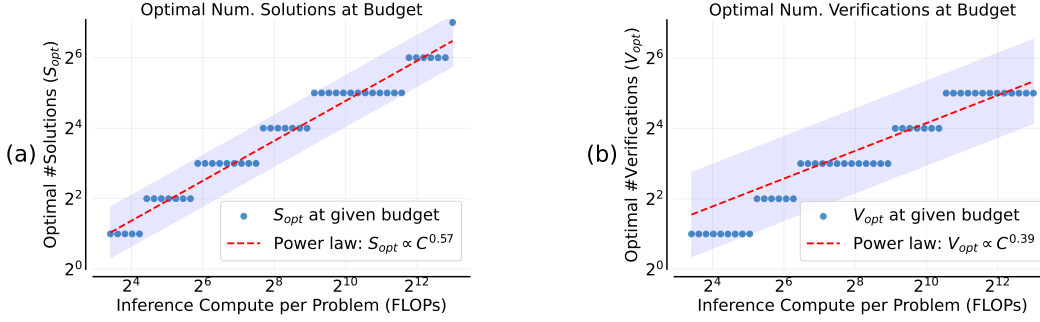 Optimal Num. Solutions at Budget
(a)
Optimal #Solutions (S_opt)
2^6
2^4
2^2
2^0
S_opt at given budget
Power law: S_opt ∝ C^0.57
2^4 2^6 2^8 2^10 2^12
Inference Compute per Problem (FLOPs)
Optimal Num. Verifications at Budget
(b)
Optimal #Verifications (V_opt)
2^6
2^4
2^2
2^0
V_opt at given budget
Power law: V_opt ∝ C^0.39
2^4 2^6 2^8 2^10 2^12
Inference Compute per Problem (FLOPs)